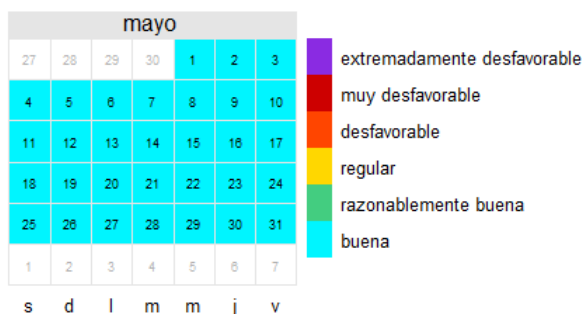 mayo
27 28 29 30 1 2 3
4 5 6 7 8 9 10
11 12 13 14 15 16 17
18 19 20 21 22 23 24
25 26 27 28 29 30 31
1 2 3 4 5 6 7
s d l m m j v
extremadamente desfavorable
muy desfavorable
desfavorable
regular
razonablemente buena
buena